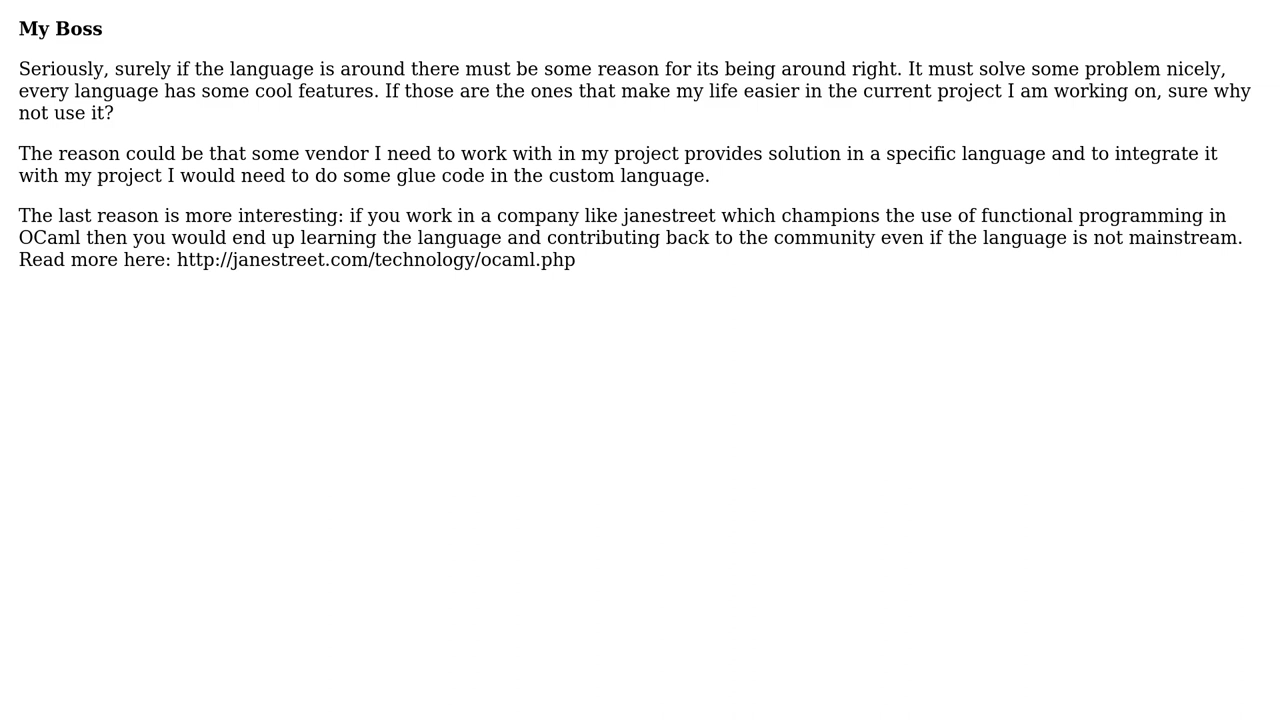 My Boss
Seriously, surely if the language is around there must be some reason for its being around right. It must solve some problem nicely,
every language has some cool features. If those are the ones that make my life easier in the current project I am working on, sure why
not use it?
The reason could be that some vendor I need to work with in my project provides solution in a specific language and to integrate it
with my project I would need to do some glue code in the custom language.
The last reason is more interesting: if you work in a company like janestreet which champions the use of functional programming in
OCaml then you would end up learning the language and contributing back to the community even if the language is not mainstream.
Read more here: http://janestreet.com/technology/ocaml.php